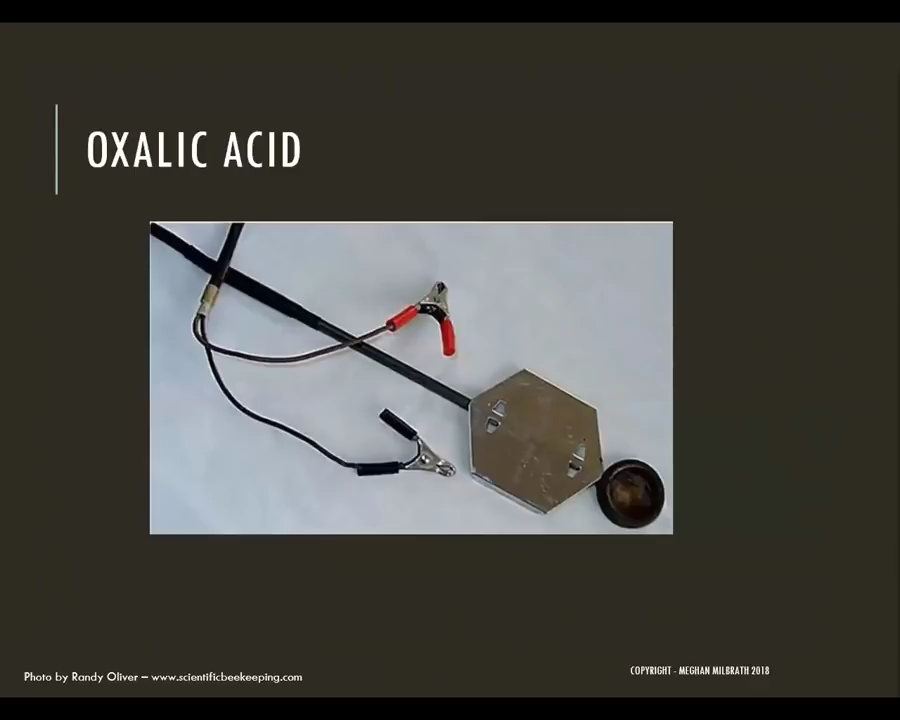 OXALIC ACID
Photo by Randy Oliver – www.scientificbeekeeping.com
COPYRIGHT - MEGHAN MILBRATH 2018